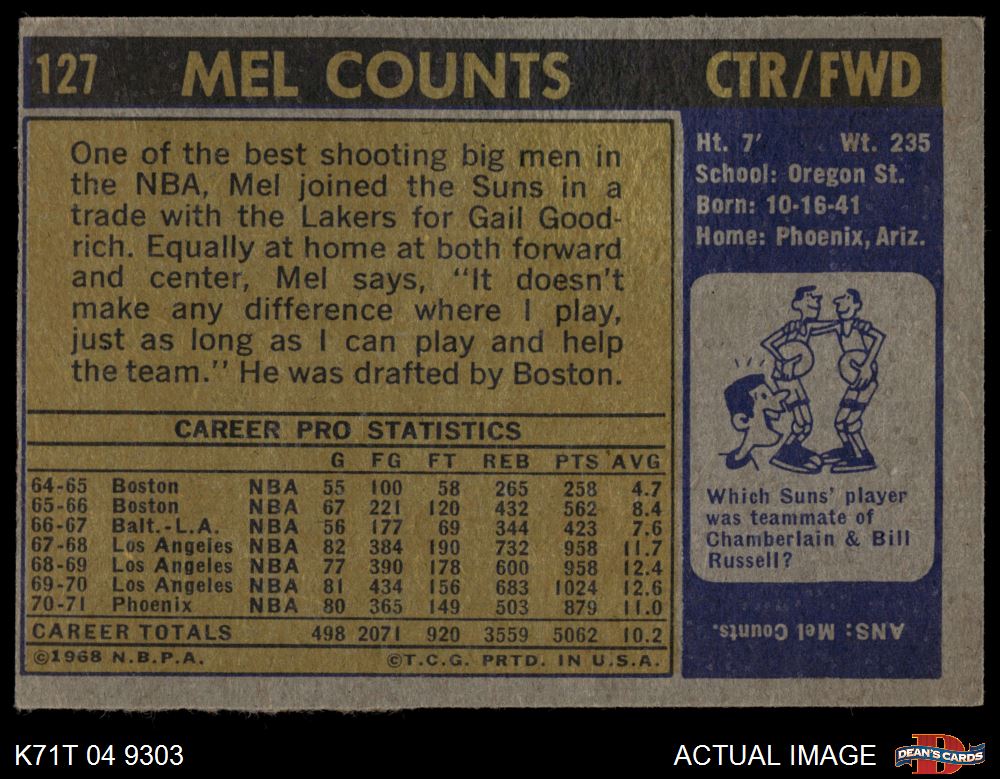 127 MEL COUNTS CTR/FWD
One of the best shooting big men in
the NBA, Mel joined the Suns in a
trade with the Lakers for Gail Good-
rich. Equally at home at both forward
and center, Mel says, “It doesn't
make any difference where I play,
just as long as I can play and help
the team.” He was drafted by Boston.
CAREER PRO STATISTICS
G FG FT REB PTS AVG
64-65 Boston NBA 55 100 58 265 258 4.7
65-66 Boston NBA 67 221 120 432 562 8.4
66-67 Balt.-L.A. NBA 56 177 69 344 423 7.6
67-68 Los Angeles NBA 82 384 190 732 958 11.7
68-69 Los Angeles NBA 77 390 178 600 958 12.4
69-70 Los Angeles NBA 81 434 156 683 1024 12.6
70-71 Phoenix NBA 80 365 149 503 879 11.0
CAREER TOTALS 498 2071 920 3559 5062 10.2
©1968 N.B.P.A. ©T.C.G. PRTD. IN U.S.A.
Ht. 7' Wt. 235
School: Oregon St.
Born: 10-16-41
Home: Phoenix, Ariz.
Which Suns' player
was teammate of
Chamberlain & Bill
Russell?
ANS: Mel Counts.
K71T 04 9303 ACTUAL IMAGE
D
DEAN'S CARDS